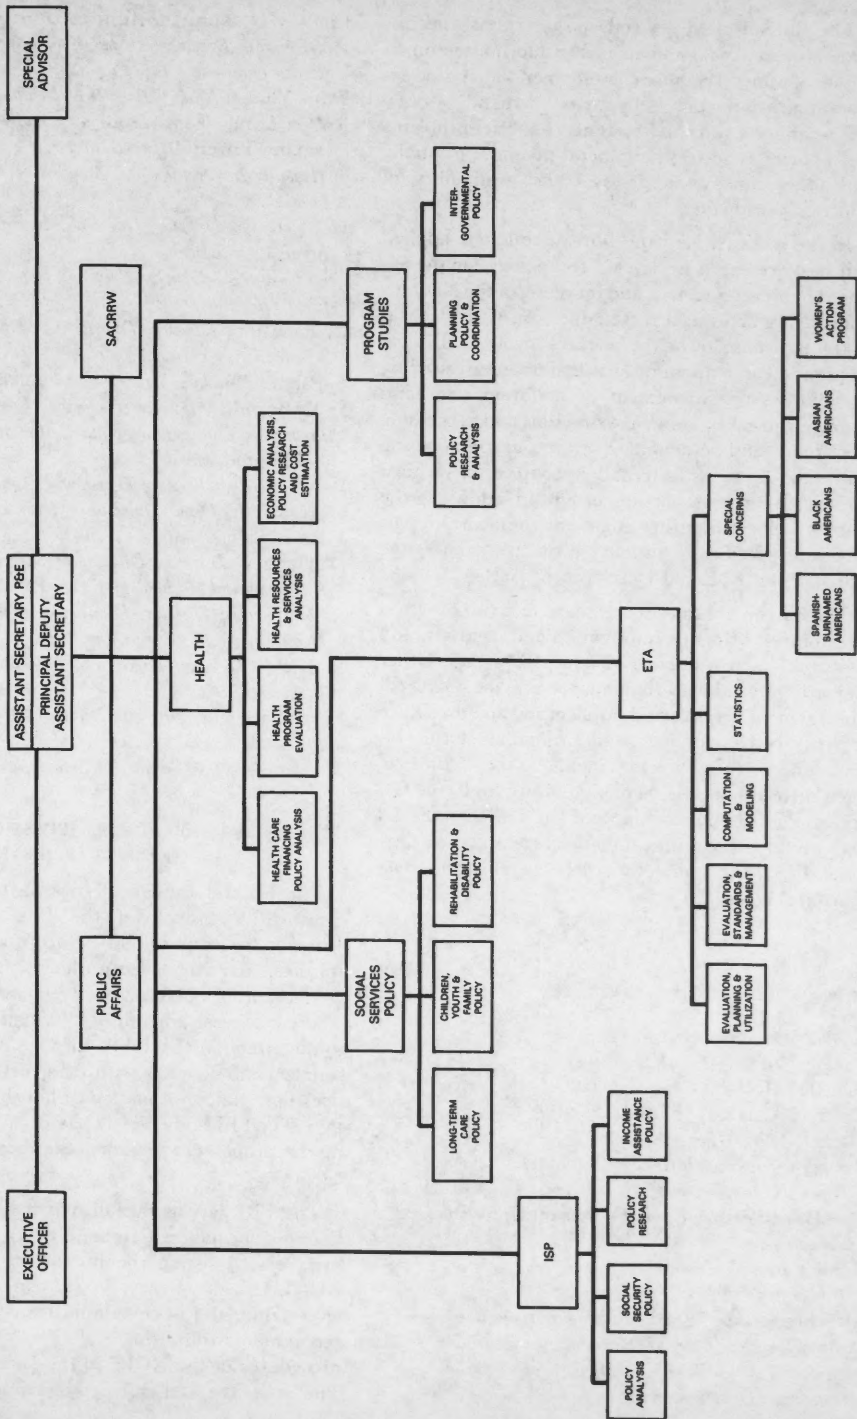 EXECUTIVE
OFFICER
ASSISTANT SECRETARY P&E
PRINCIPAL DEPUTY
ASSISTANT SECRETARY
SPECIAL
ADVISOR
PUBLIC
AFFAIRS
SACRRW
HEALTH
HEALTH CARE
FINANCING
POLICY ANALYSIS
HEALTH
PROGRAM
EVALUATION
HEALTH RESOURCES
& SERVICES
ANALYSIS
ECONOMIC ANALYSIS,
POLICY RESEARCH
AND COST
ESTIMATION
SOCIAL
SERVICES
POLICY
PROGRAM
STUDIES
LONG-TERM
CARE
POLICY
CHILDREN,
YOUTH &
FAMILY
POLICY
REHABILITATION &
DISABILITY
POLICY
POLICY
RESEARCH
& ANALYSIS
PLANNING
POLICY &
COORDINATION
INTER-
GOVERNMENTAL
POLICY
ISP
ETA
POLICY ANALYSIS
SOCIAL
SECURITY
POLICY
POLICY
RESEARCH
INCOME
ASSISTANCE
POLICY
EVALUATION,
PLANNING &
UTILIZATION
EVALUATION,
STANDARDS &
MANAGEMENT
COMPUTATION
&
MODELING
STATISTICS
SPECIAL
CONCERNS
SPANISH-
SURNAMED
AMERICANS
BLACK
AMERICANS
ASIAN
AMERICANS
WOMEN'S
ACTION
PROGRAM